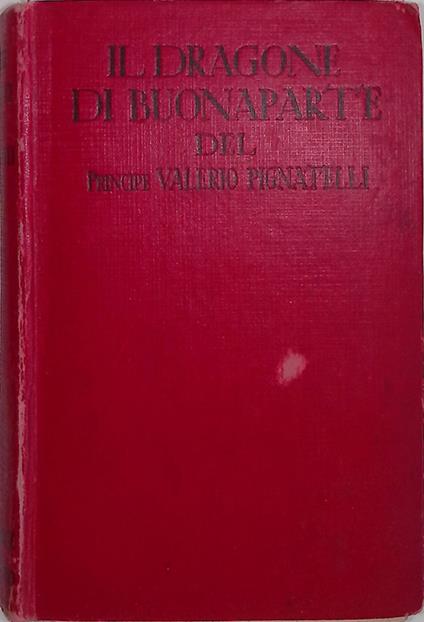 IL DRAGONE
DI BUONAPARTE
DEL
PRINCIPE VALERIO PIGNATELLI